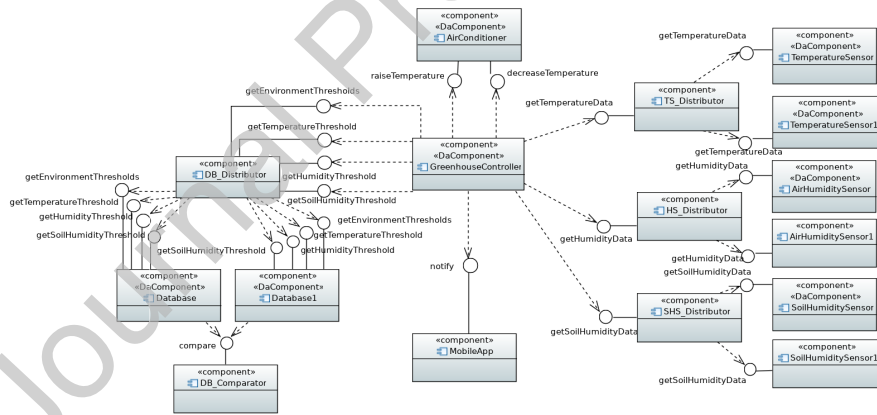 «component»
«DaComponent»
AirConditioner
raiseTemperature
decreaseTemperature
getTemperatureData
«component»
«DaComponent»
TemperatureSensor
getEnvironmentThresholds
getTemperatureData
«component»
TS_Distributor
«component»
«DaComponent»
TemperatureSensor1
getTemperatureThreshold
«component»
«DaComponent»
GreenhouseController
getTemperatureData
«component»
DB_Distributor
getHumidityThreshold
getSoilHumidityThreshold
getHumidityData
«component»
«DaComponent»
AirHumiditySensor
getEnvironmentThresholds
getTemperatureThreshold
getHumidityThreshold
getSoilHumidityThreshold
getSoilHumidityThreshold
getEnvironmentThresholds
getTemperatureThreshold
getHumidityThreshold
«component»
HS_Distributor
getHumidityData
«component»
AirHumiditySensor1
getHumidityData
getSoilHumidityData
«component»
«DaComponent»
Database
«component»
«DaComponent»
Database1
notify
«component»
SHS_Distributor
«component»
«DaComponent»
SoilHumiditySensor
getSoilHumidityData
compare
«component»
MobileApp
«component»
SoilHumiditySensor1
getSoilHumidityData
«component»
DB_Comparator
Journal Pr